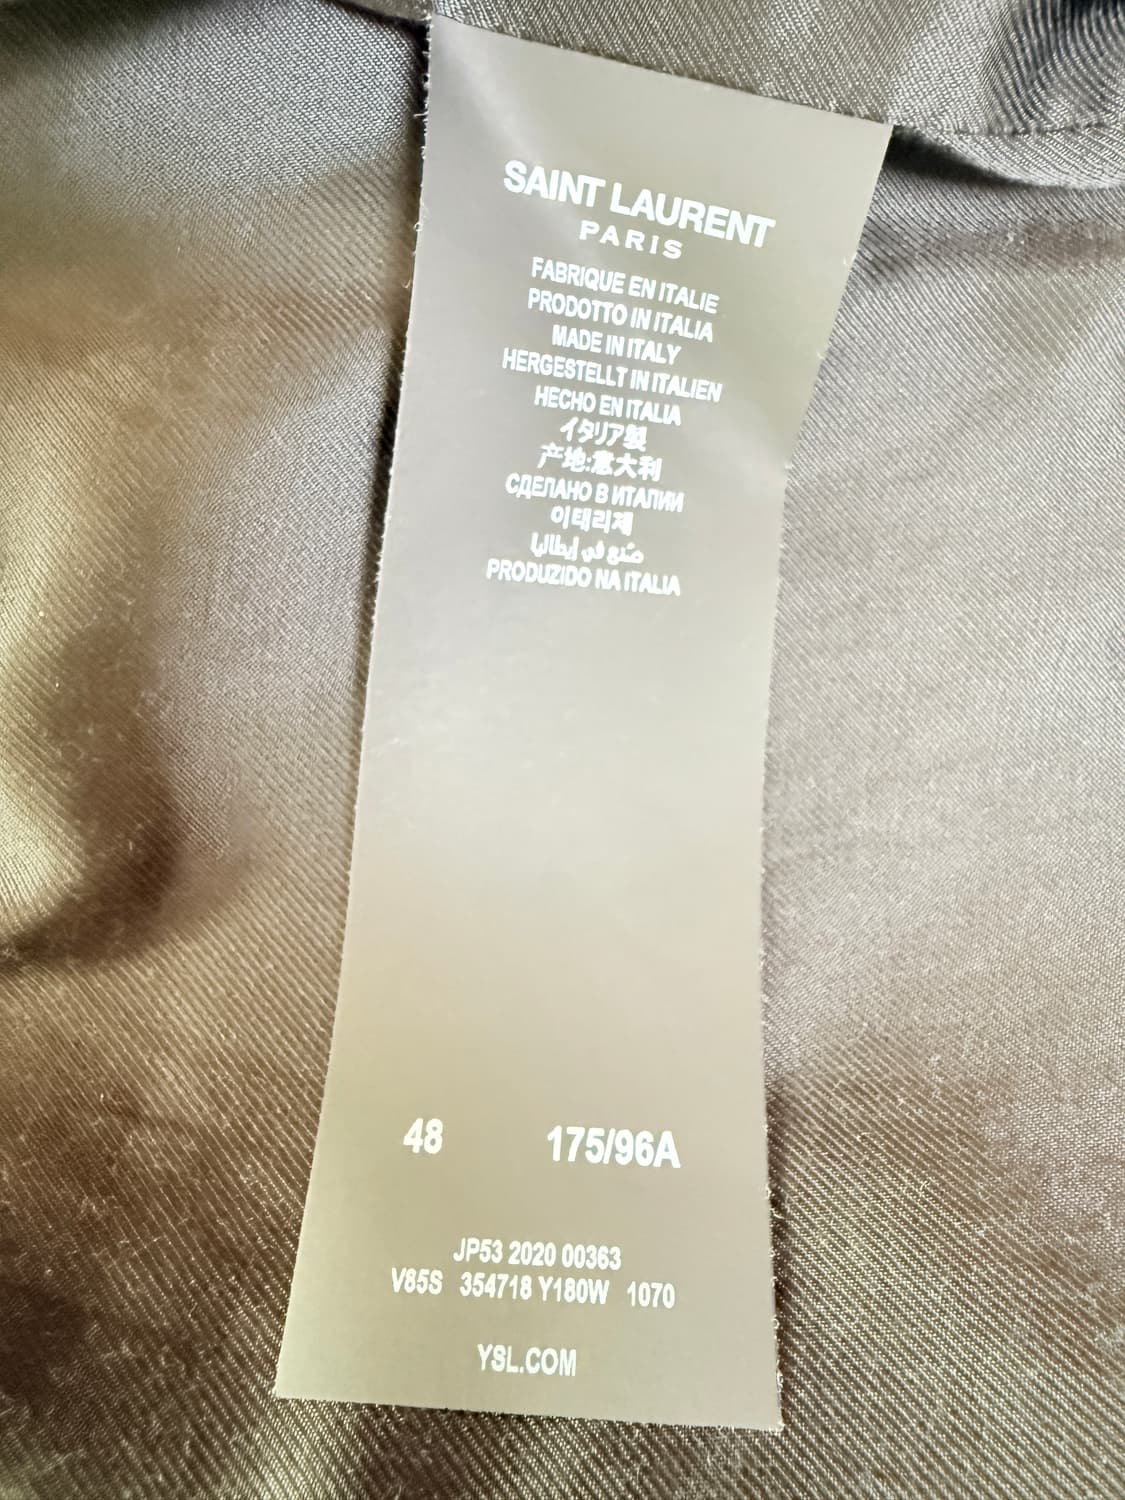 SAINT LAURENT
PARIS
FABRIQUE EN ITALIE
PRODOTTO IN ITALIA
MADE IN ITALY
HERGESTELLT IN ITALIEN
HECHO EN ITALIA
イタリア製
产地:意大利
СДЕЛАНО В ИТАЛИИ
이태리제
صُنع في إيطاليا
PRODUZIDO NA ITALIA
48 175/96A
JP53 2020 00363
V85S 354718 Y180W 1070
YSL.COM